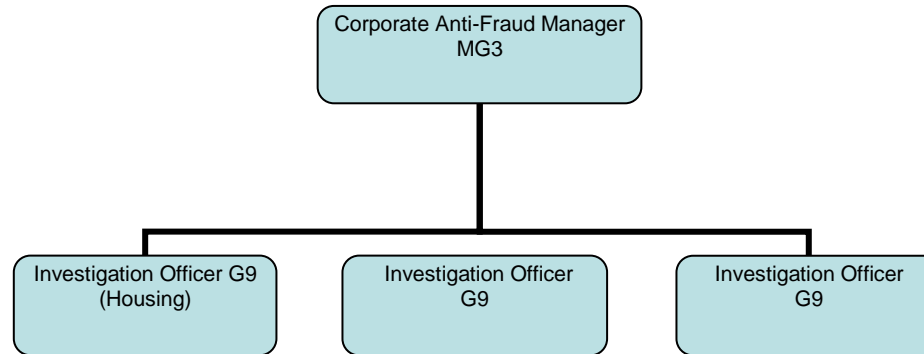 Corporate Anti-Fraud Manager
MG3
Investigation Officer G9
(Housing)
Investigation Officer
G9
Investigation Officer
G9